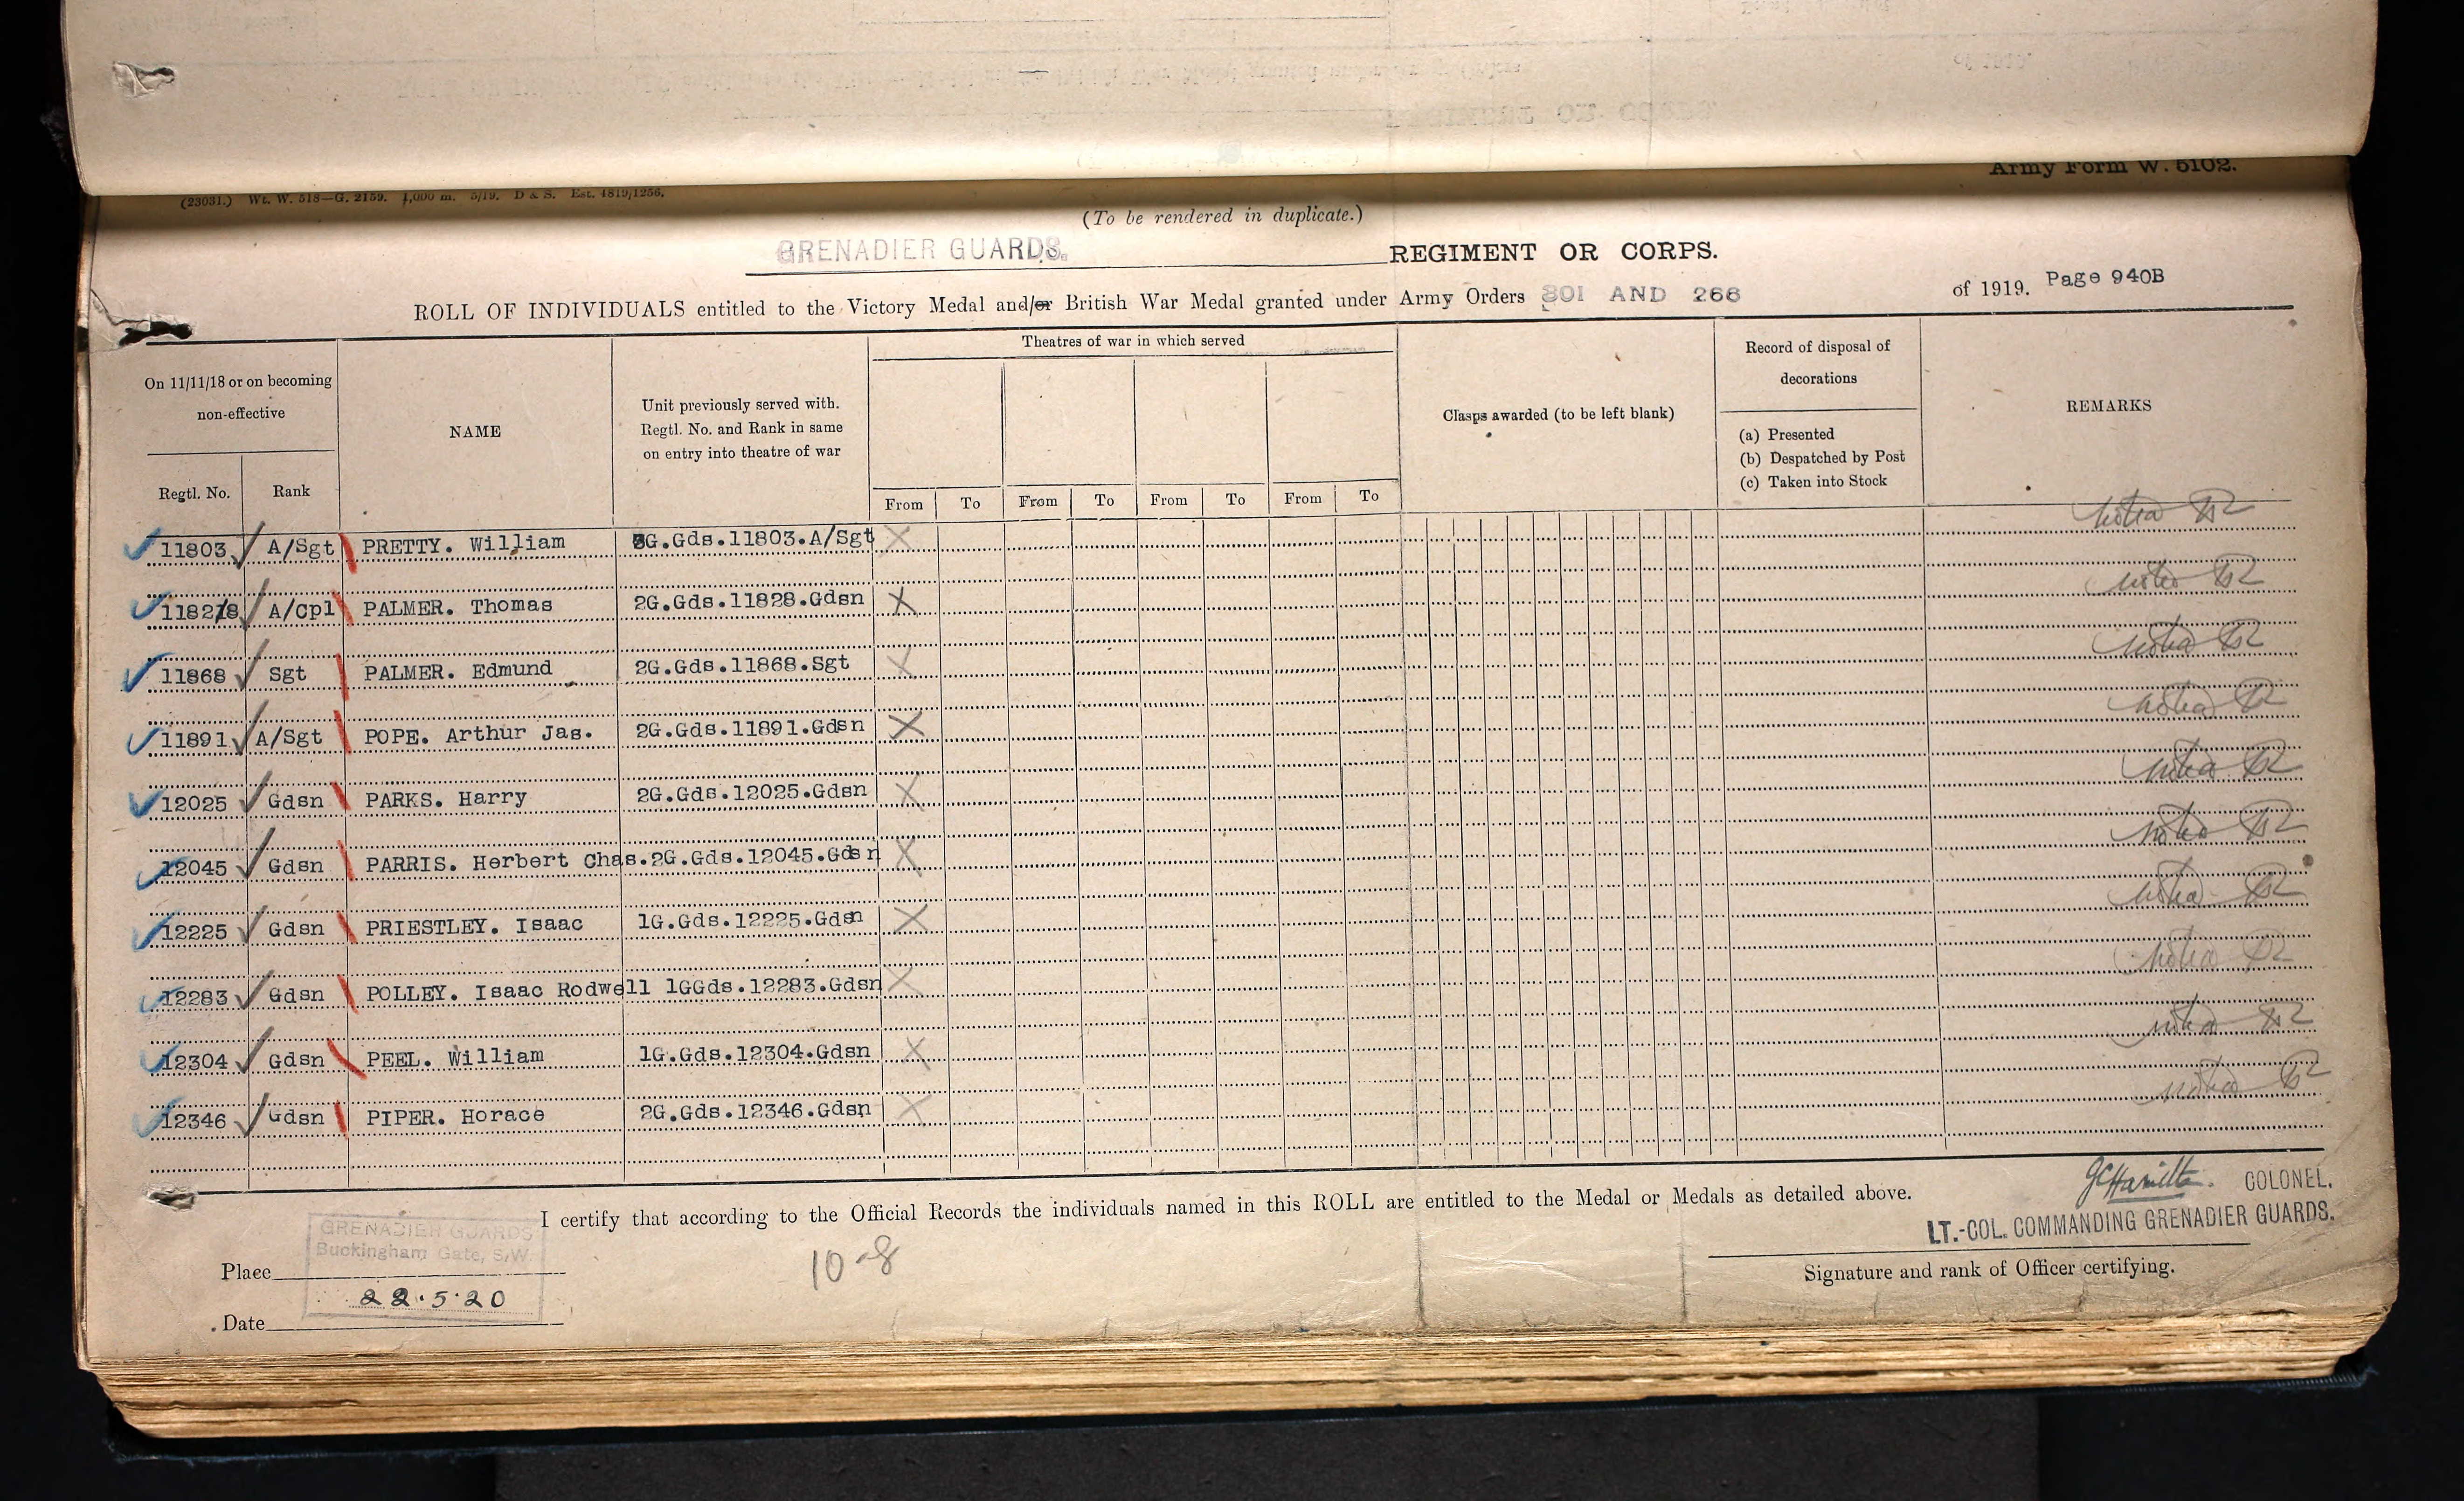 Army Form W. 5102.
(23031.) Wt. W. 518—G. 2159. 1,000 m. 5/19. D & S. Est. 4819/1256.
(To be rendered in duplicate.)
GRENADIER GUARDS. REGIMENT OR CORPS.
ROLL OF INDIVIDUALS entitled to the Victory Medal and/or British War Medal granted under Army Orders 301 AND 266 of 1919. Page 940B
On 11/11/18 or on becoming non-effective
Regtl. No.
Rank
NAME
Unit previously served with.
Regtl. No. and Rank in same
on entry into theatre of war
Theatres of war in which served
From To From To From To From To
Clasps awarded (to be left blank)
Record of disposal of
decorations
(a) Presented
(b) Despatched by Post
(c) Taken into Stock
REMARKS
11803 A/Sgt PRETTY. William 3G.Gds.11803.A/Sgt X
11828 A/Cpl PALMER. Thomas 2G.Gds.11828.Gdsn X
11868 Sgt PALMER. Edmund 2G.Gds.11868.Sgt X
11891 A/Sgt POPE. Arthur Jas. 2G.Gds.11891.Gdsn X
12025 Gdsn PARKS. Harry 2G.Gds.12025.Gdsn X
12045 Gdsn PARRIS. Herbert Chas.2G.Gds.12045.Gdsn X
12225 Gdsn PRIESTLEY. Isaac 1G.Gds.12225.Gdsn X
12283 Gdsn POLLEY. Isaac Rodwell 1GGds.12283.Gdsn X
12304 Gdsn PEEL. William 1G.Gds.12304.Gdsn X
12346 Gdsn PIPER. Horace 2G.Gds.12346.Gdsn X
I certify that according to the Official Records the individuals named in this ROLL are entitled to the Medal or Medals as detailed above.
GCHamilton. COLONEL.
LT.-COL. COMMANDING GRENADIER GUARDS.
Signature and rank of Officer certifying.
GRENADIER GUARDS
Buckingham Gate, S.W.
Place
22.5.20
Date
10-8